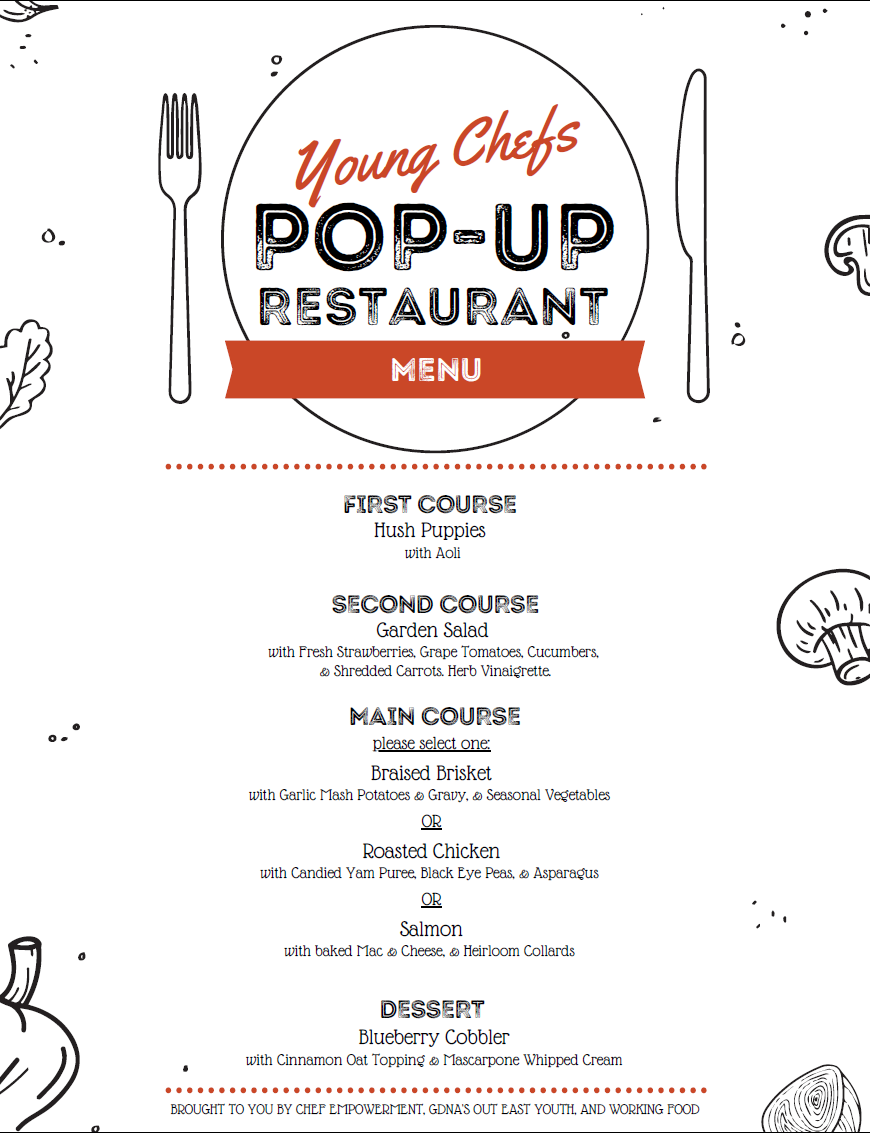 Young Chefs
POP-UP
RESTAURANT
MENU
FIRST COURSE
Hush Puppies
with Aoli
SECOND COURSE
Garden Salad
with Fresh Strawberries, Grape Tomatoes, Cucumbers,
& Shredded Carrots. Herb Vinaigrette.
MAIN COURSE
please select one:
Braised Brisket
with Garlic Mash Potatoes & Gravy, & Seasonal Vegetables
OR
Roasted Chicken
with Candied Yam Puree, Black Eye Peas, & Asparagus
OR
Salmon
with baked Mac & Cheese, & Heirloom Collards
DESSERT
Blueberry Cobbler
with Cinnamon Oat Topping & Mascarpone Whipped Cream
BROUGHT TO YOU BY CHEF EMPOWERMENT, GDNA'S OUT EAST YOUTH, AND WORKING FOOD